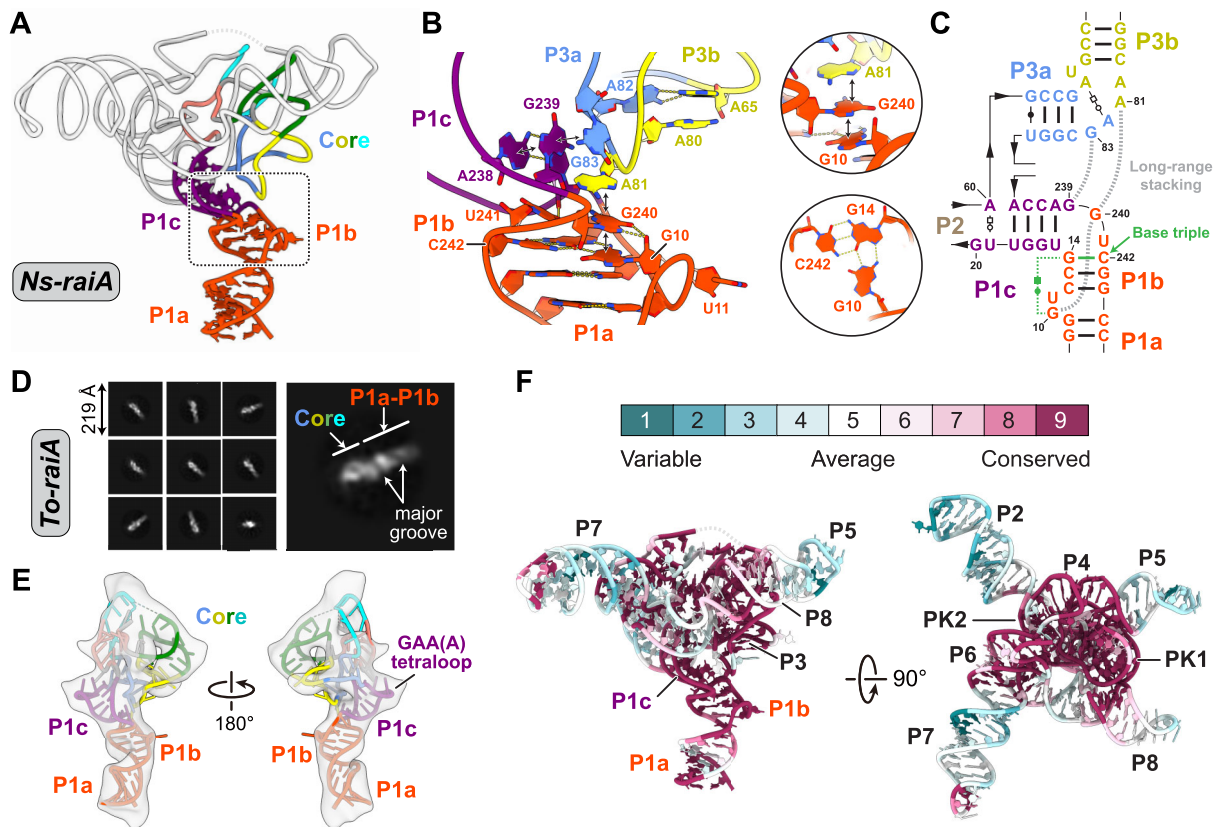 A
Core
P1c
P1b
Ns-raiA
P1a
B
P3a
P3b
A82
G239
P1c
A65
G83
A80
A238
A81
P1b
U241
G240
C242
G10
U11
P1a
A81
G240
G10
G14
C242
G10
C
P3b
C G
C G
G C
U A
A A
81
P3a
G C C G
A
U G G C
G
83
Long-range
stacking
60
239
A A C C A G
G
240
P2
G U U G G U
14
U
Base triple
20
G C
242
P1c
C G
C G
P1b
U
G
10
G C
G C
P1a
D
219 Å
To-raiA
P1a-P1b
Core
major
groove
E
Core
GAA(A)
tetraloop
P1c
180°
P1c
P1b
P1b
P1a
P1a
F
1 2 3 4 5 6 7 8 9
Variable Average Conserved
P7
P5
P8
P3
P1c
P1b
P1a
90°
P2
P4
P5
PK2
P6
PK1
P7
P8